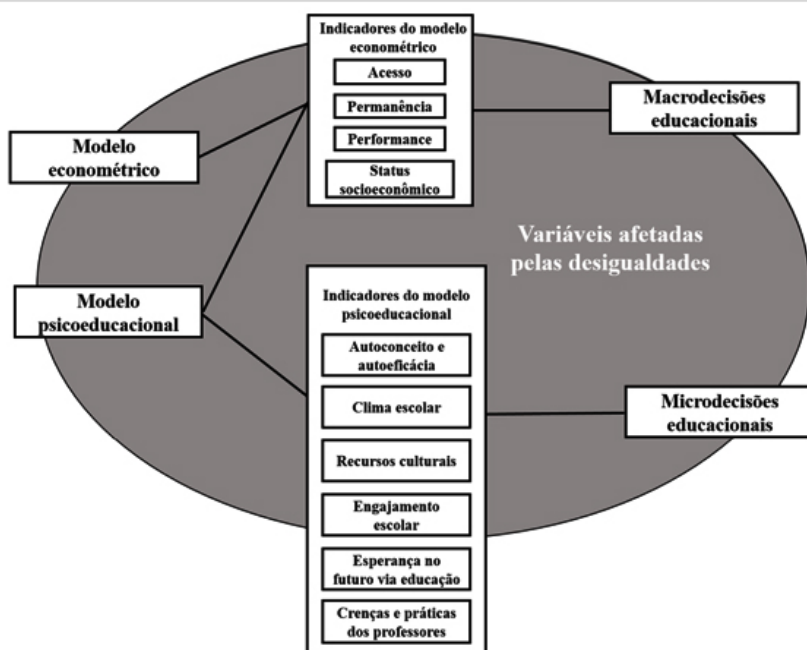 Indicadores do modelo
econométrico
Acesso
Permanência
Performance
Status
socioeconômico
Modelo
econométrico
Macrodecisões
educacionais
Variáveis afetadas
pelas desigualdades
Modelo
psicoeducacional
Indicadores do modelo
psicoeducacional
Autoconceito e
autoeficácia
Clima escolar
Recursos culturais
Engajamento
escolar
Esperança no
futuro via educação
Crenças e práticas
dos professores
Microdecisões
educacionais